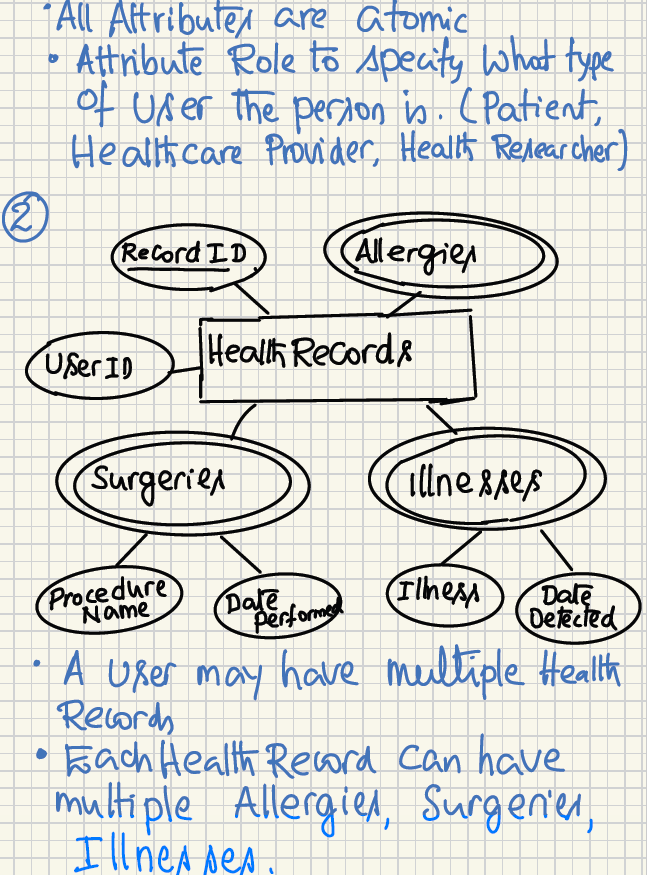 • All Attributes are atomic
• Attribute Role to specify what type
of User the person is. (Patient,
Healthcare Provider, Health Researcher)
2
Record ID
Allergies
User ID
Health Records
Surgeries
Illnesses
Procedure
Name
Date
Performed
Illness
Date
Detected
• A User may have multiple Health
Records
• Each Health Record can have
multiple Allergies, Surgeries,
Illnesses.